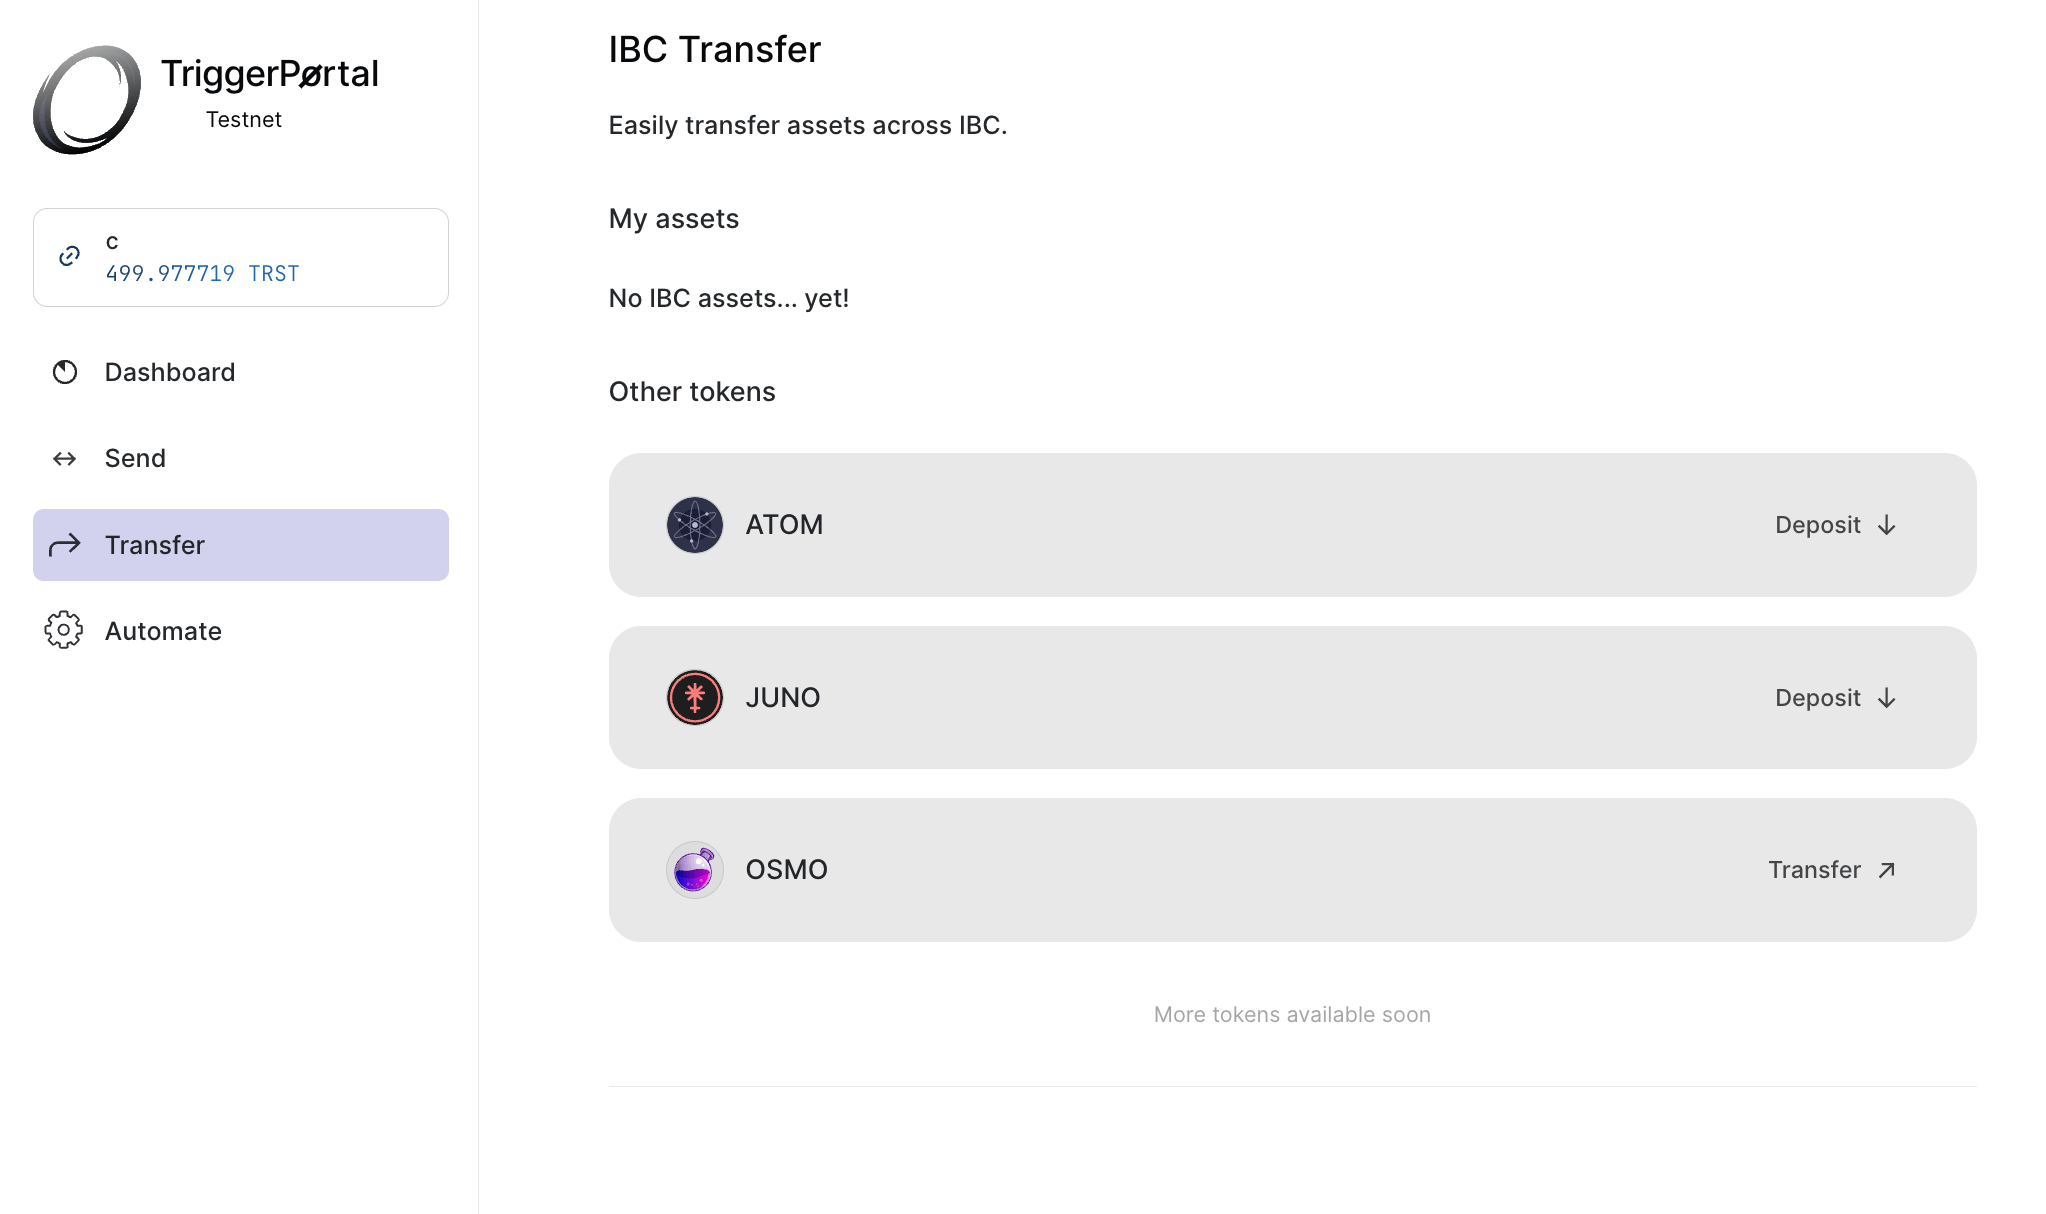 TriggerPørtal
Testnet
c
499.977719 TRST
Dashboard
Send
Transfer
Automate
IBC Transfer
Easily transfer assets across IBC.
My assets
No IBC assets... yet!
Other tokens
ATOM
Deposit
JUNO
Deposit
OSMO
Transfer
More tokens available soon